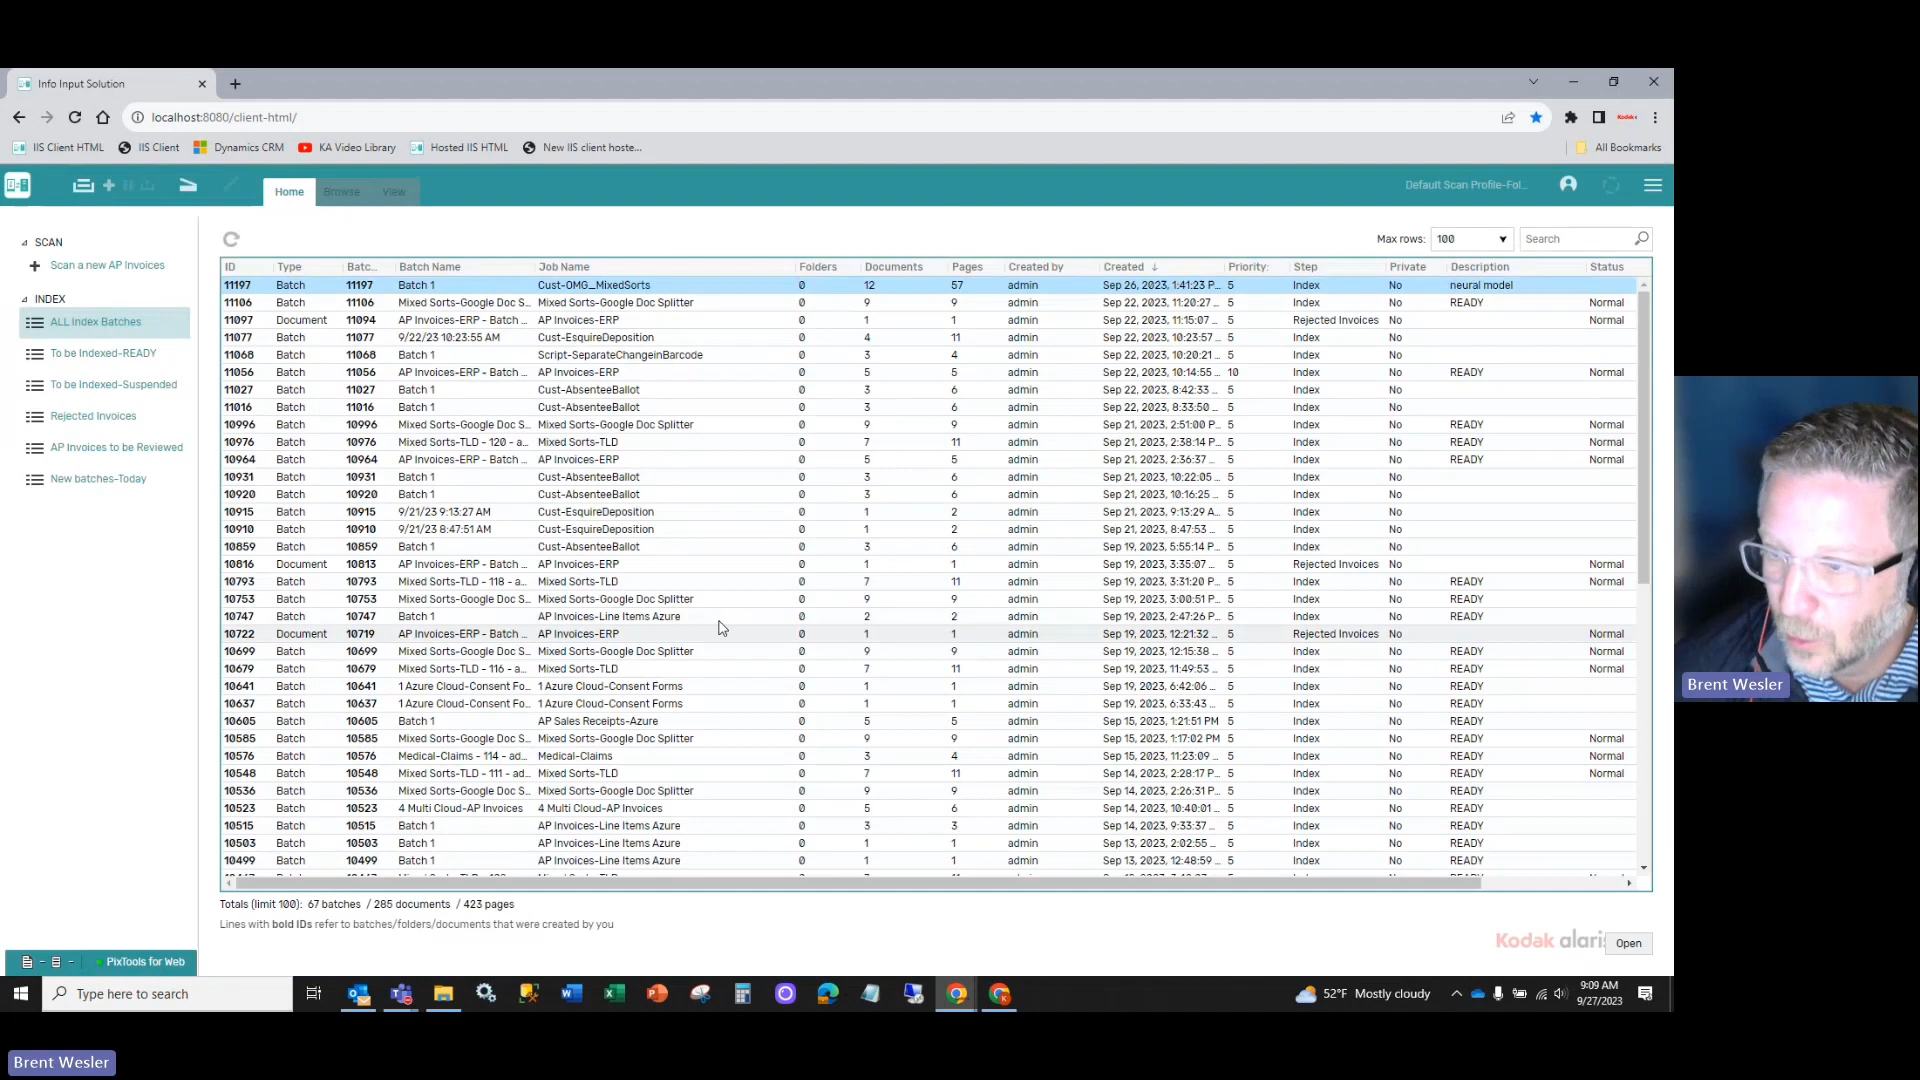 Info Input Solution
localhost:8080/client-html/
IIS Client HTML IIS Client Dynamics CRM KA Video Library Hosted IIS HTML New IIS client hoste... All Bookmarks
Home Browse View Default Scan Profile-Fol...
SCAN
Scan a new AP Invoices
INDEX
ALL Index Batches
To be Indexed-READY
To be Indexed-Suspended
Rejected Invoices
AP Invoices to be Reviewed
New batches-Today
Max rows: 100 Search
ID Type Batc... Batch Name Job Name Folders Documents Pages Created by Created Priority: Step Private Description Status
11197 Batch 11197 Batch 1 Cust-OMG_MixedSorts 0 12 57 admin Sep 26, 2023, 1:41:23 P... 5 Index No neural model
11106 Batch 11106 Mixed Sorts-Google Doc S... Mixed Sorts-Google Doc Splitter 0 9 9 admin Sep 22, 2023, 11:20:27 ... 5 Index No READY Normal
11097 Document 11094 AP Invoices-ERP - Batch ... AP Invoices-ERP 0 1 1 admin Sep 22, 2023, 11:15:07 ... 5 Rejected Invoices No Normal
11077 Batch 11077 9/22/23 10:23:55 AM Cust-EsquireDeposition 0 4 11 admin Sep 22, 2023, 10:23:57 ... 5 Index No
11068 Batch 11068 Batch 1 Script-SeparateChangeinBarcode 0 3 4 admin Sep 22, 2023, 10:20:21 ... 5 Index No
11056 Batch 11056 AP Invoices-ERP - Batch ... AP Invoices-ERP 0 5 5 admin Sep 22, 2023, 10:14:55 ... 10 Index No READY Normal
11027 Batch 11027 Batch 1 Cust-AbsenteeBallot 0 3 6 admin Sep 22, 2023, 8:42:33 ... 5 Index No
11016 Batch 11016 Batch 1 Cust-AbsenteeBallot 0 3 6 admin Sep 22, 2023, 8:33:50 ... 5 Index No
10996 Batch 10996 Mixed Sorts-Google Doc S... Mixed Sorts-Google Doc Splitter 0 9 9 admin Sep 21, 2023, 2:51:00 P... 5 Index No READY Normal
10976 Batch 10976 Mixed Sorts-TLD - 120 - a... Mixed Sorts-TLD 0 7 11 admin Sep 21, 2023, 2:38:14 P... 5 Index No READY Normal
10964 Batch 10964 AP Invoices-ERP - Batch ... AP Invoices-ERP 0 5 5 admin Sep 21, 2023, 2:36:37 ... 5 Index No READY Normal
10931 Batch 10931 Batch 1 Cust-AbsenteeBallot 0 3 6 admin Sep 21, 2023, 10:22:05 ... 5 Index No
10920 Batch 10920 Batch 1 Cust-AbsenteeBallot 0 3 6 admin Sep 21, 2023, 10:16:25 ... 5 Index No
10915 Batch 10915 9/21/23 9:13:27 AM Cust-EsquireDeposition 0 1 2 admin Sep 21, 2023, 9:13:29 A... 5 Index No
10910 Batch 10910 9/21/23 8:47:51 AM Cust-EsquireDeposition 0 1 2 admin Sep 21, 2023, 8:47:53 ... 5 Index No
10859 Batch 10859 Batch 1 Cust-AbsenteeBallot 0 3 6 admin Sep 19, 2023, 5:55:14 P... 5 Index No
10816 Document 10813 AP Invoices-ERP - Batch ... AP Invoices-ERP 0 1 1 admin Sep 19, 2023, 3:35:07 ... 5 Rejected Invoices No Normal
10793 Batch 10793 Mixed Sorts-TLD - 118 - a... Mixed Sorts-TLD 0 7 11 admin Sep 19, 2023, 3:31:20 P... 5 Index No READY Normal
10753 Batch 10753 Mixed Sorts-Google Doc S... Mixed Sorts-Google Doc Splitter 0 9 9 admin Sep 19, 2023, 3:00:51 P... 5 Index No READY
10747 Batch 10747 Batch 1 AP Invoices-Line Items Azure 0 2 2 admin Sep 19, 2023, 2:47:26 P... 5 Index No READY
10722 Document 10719 AP Invoices-ERP - Batch ... AP Invoices-ERP 0 1 1 admin Sep 19, 2023, 12:21:32 ... 5 Rejected Invoices No Normal
10699 Batch 10699 Mixed Sorts-Google Doc S... Mixed Sorts-Google Doc Splitter 0 9 9 admin Sep 19, 2023, 12:15:38 ... 5 Index No READY Normal
10679 Batch 10679 Mixed Sorts-TLD - 116 - a... Mixed Sorts-TLD 0 7 11 admin Sep 19, 2023, 11:49:53 ... 5 Index No READY Normal
10641 Batch 10641 1 Azure Cloud-Consent Fo... 1 Azure Cloud-Consent Forms 0 1 1 admin Sep 19, 2023, 6:42:06 ... 5 Index No READY
10637 Batch 10637 1 Azure Cloud-Consent Fo... 1 Azure Cloud-Consent Forms 0 1 1 admin Sep 19, 2023, 6:33:43 ... 5 Index No READY
10605 Batch 10605 Batch 1 AP Sales Receipts-Azure 0 5 5 admin Sep 15, 2023, 1:21:51 PM 5 Index No READY
10585 Batch 10585 Mixed Sorts-Google Doc S... Mixed Sorts-Google Doc Splitter 0 9 9 admin Sep 15, 2023, 1:17:02 PM 5 Index No READY Normal
10576 Batch 10576 Medical-Claims - 114 - ad... Medical-Claims 0 3 4 admin Sep 15, 2023, 11:23:09 ... 5 Index No READY Normal
10548 Batch 10548 Mixed Sorts-TLD - 111 - ad... Mixed Sorts-TLD 0 7 11 admin Sep 14, 2023, 2:28:17 P... 5 Index No READY Normal
10536 Batch 10536 Mixed Sorts-Google Doc S... Mixed Sorts-Google Doc Splitter 0 9 9 admin Sep 14, 2023, 2:26:31 P... 5 Index No READY
10523 Batch 10523 4 Multi Cloud-AP Invoices 4 Multi Cloud-AP Invoices 0 5 6 admin Sep 14, 2023, 10:40:01 ... 5 Index No READY
10515 Batch 10515 Batch 1 AP Invoices-Line Items Azure 0 3 3 admin Sep 14, 2023, 9:33:37 ... 5 Index No READY
10503 Batch 10503 Batch 1 AP Invoices-Line Items Azure 0 1 1 admin Sep 13, 2023, 2:02:55 ... 5 Index No READY
10499 Batch 10499 Batch 1 AP Invoices-Line Items Azure 0 1 1 admin Sep 13, 2023, 12:48:59 ... 5 Index No READY
Totals (limit 100): 67 batches / 285 documents / 423 pages
Lines with bold IDs refer to batches/folders/documents that were created by you
Kodak alari
Open
PixTools for Web
Type here to search
52°F Mostly cloudy
9:09 AM
9/27/2023
Brent Wesler
Brent Wesler